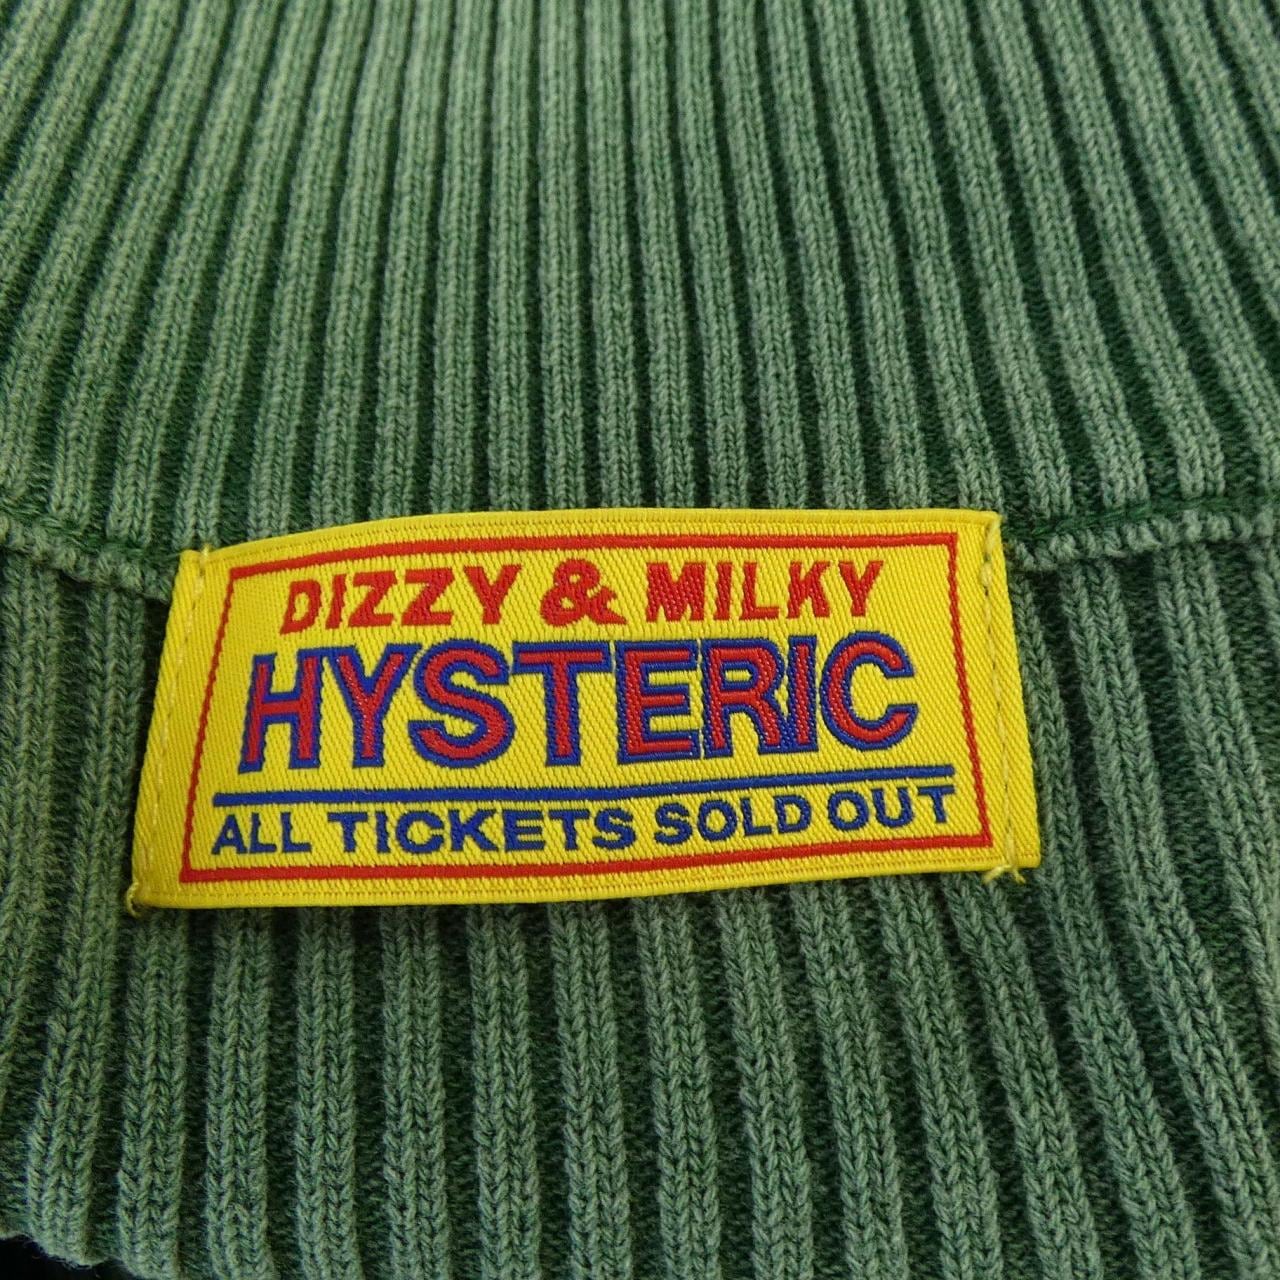 DIZZY & MILKY
HYSTERIC
ALL TICKETS SOLD OUT